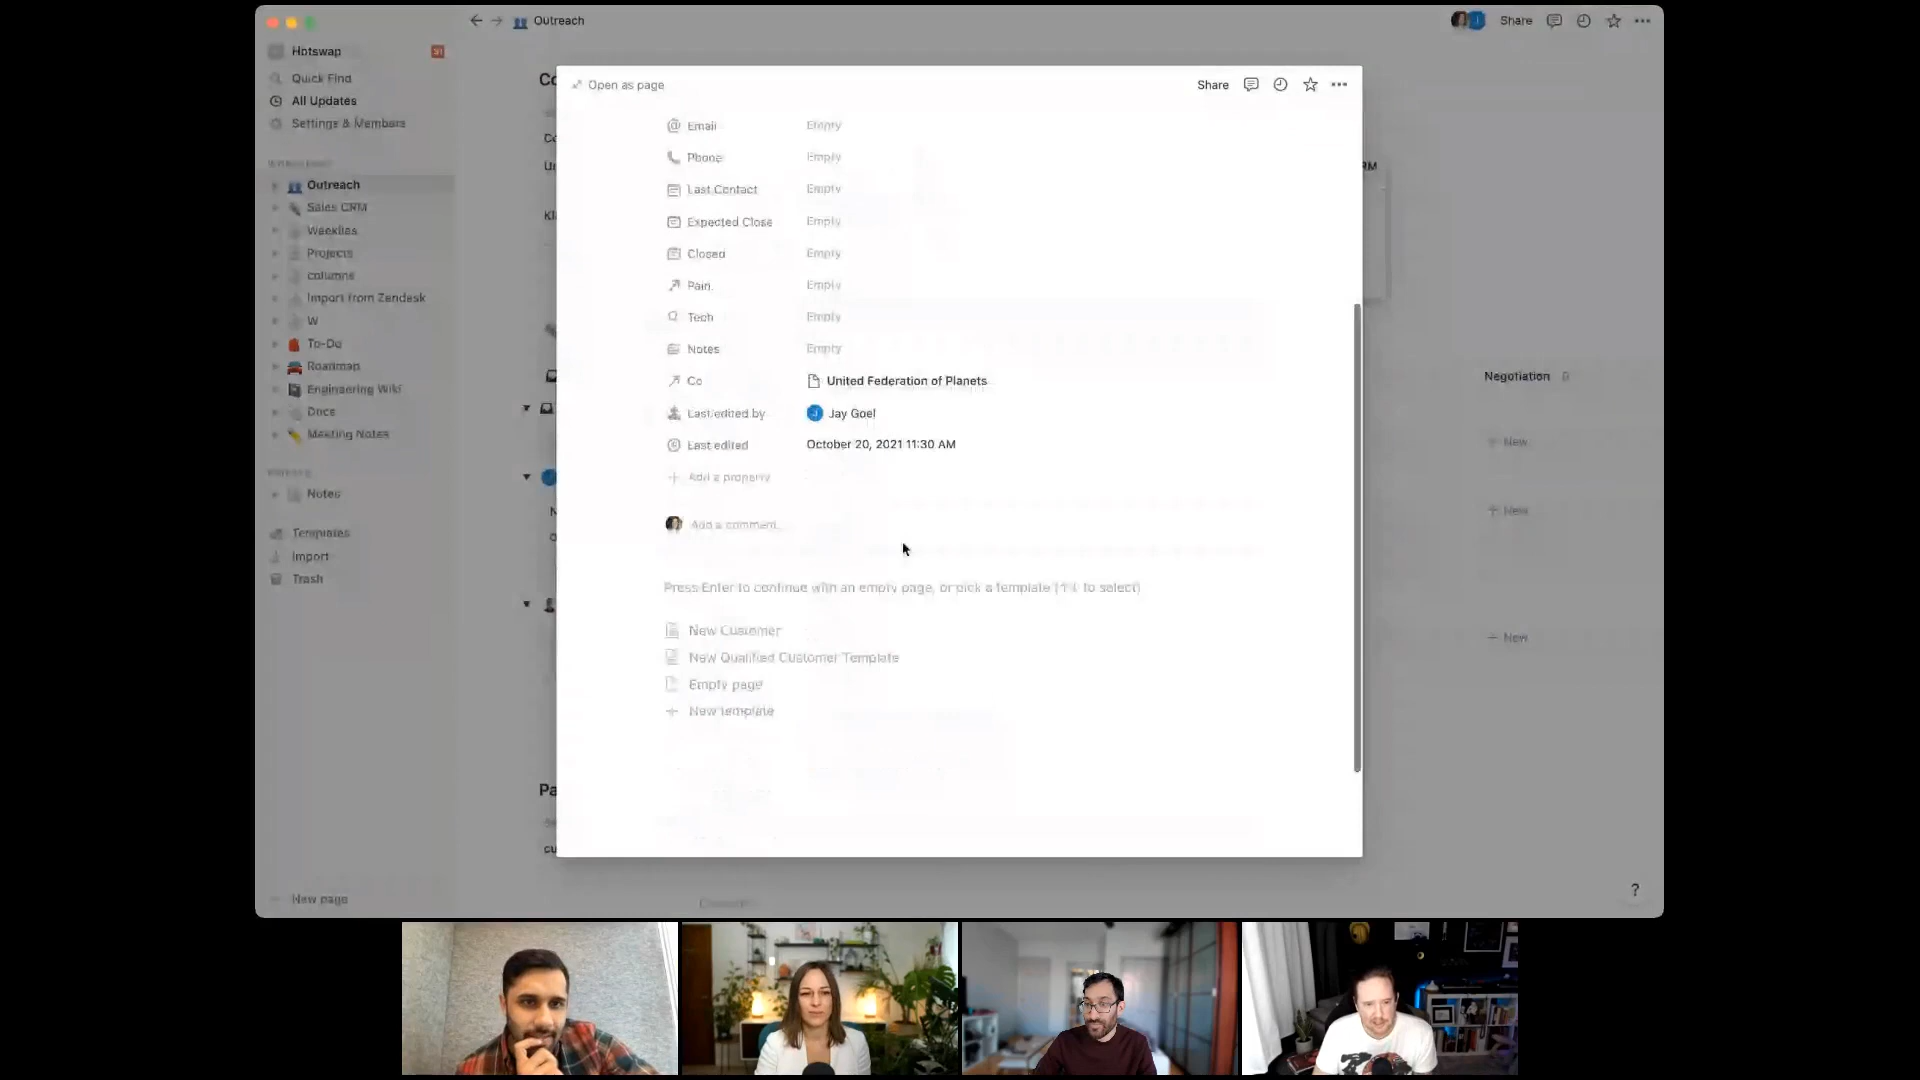 Outreach
Share
Hotswap
31
Quick Find
All Updates
Settings & Members
Outreach
Sales CRM
Weeklies
Projects
columns
Import from Zendesk
W
To-Do
Roadmap
Engineering Wiki
Docs
Meeting Notes
Notes
Templates
Import
Trash
New page
Open as page
Share
Email Empty
Phone Empty
Last Contact Empty
Expected Close Empty
Closed Empty
Pain Empty
Tech Empty
Notes Empty
Co United Federation of Planets
Last edited by J Jay Goel
Last edited October 20, 2021 11:30 AM
+ Add a property
Add a comment...
Press Enter to continue with an empty page, or pick a template (↑↓ to select)
New Customer
New Qualified Customer Template
Empty page
+ New template
Negotiation
+ New
+ New
+ New
?